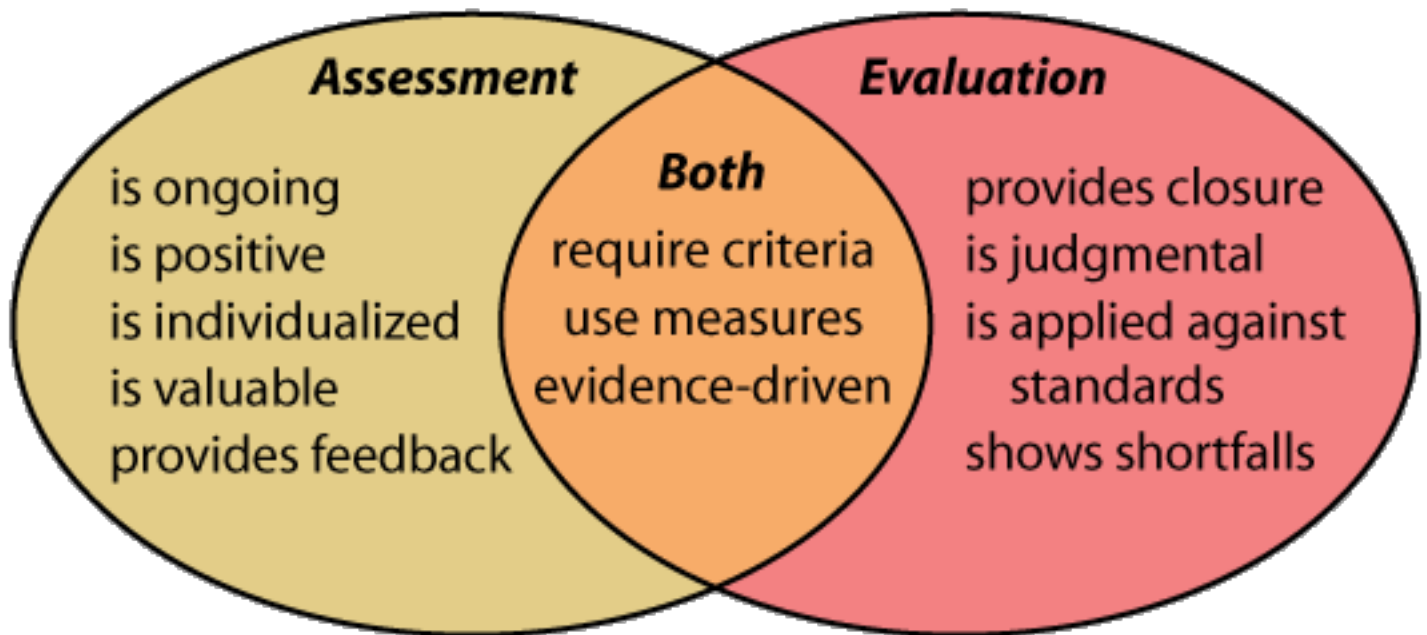 Assessment
is ongoing
is positive
is individualized
is valuable
provides feedback
Both
require criteria
use measures
evidence-driven
Evaluation
provides closure
is judgmental
is applied against
standards
shows shortfalls